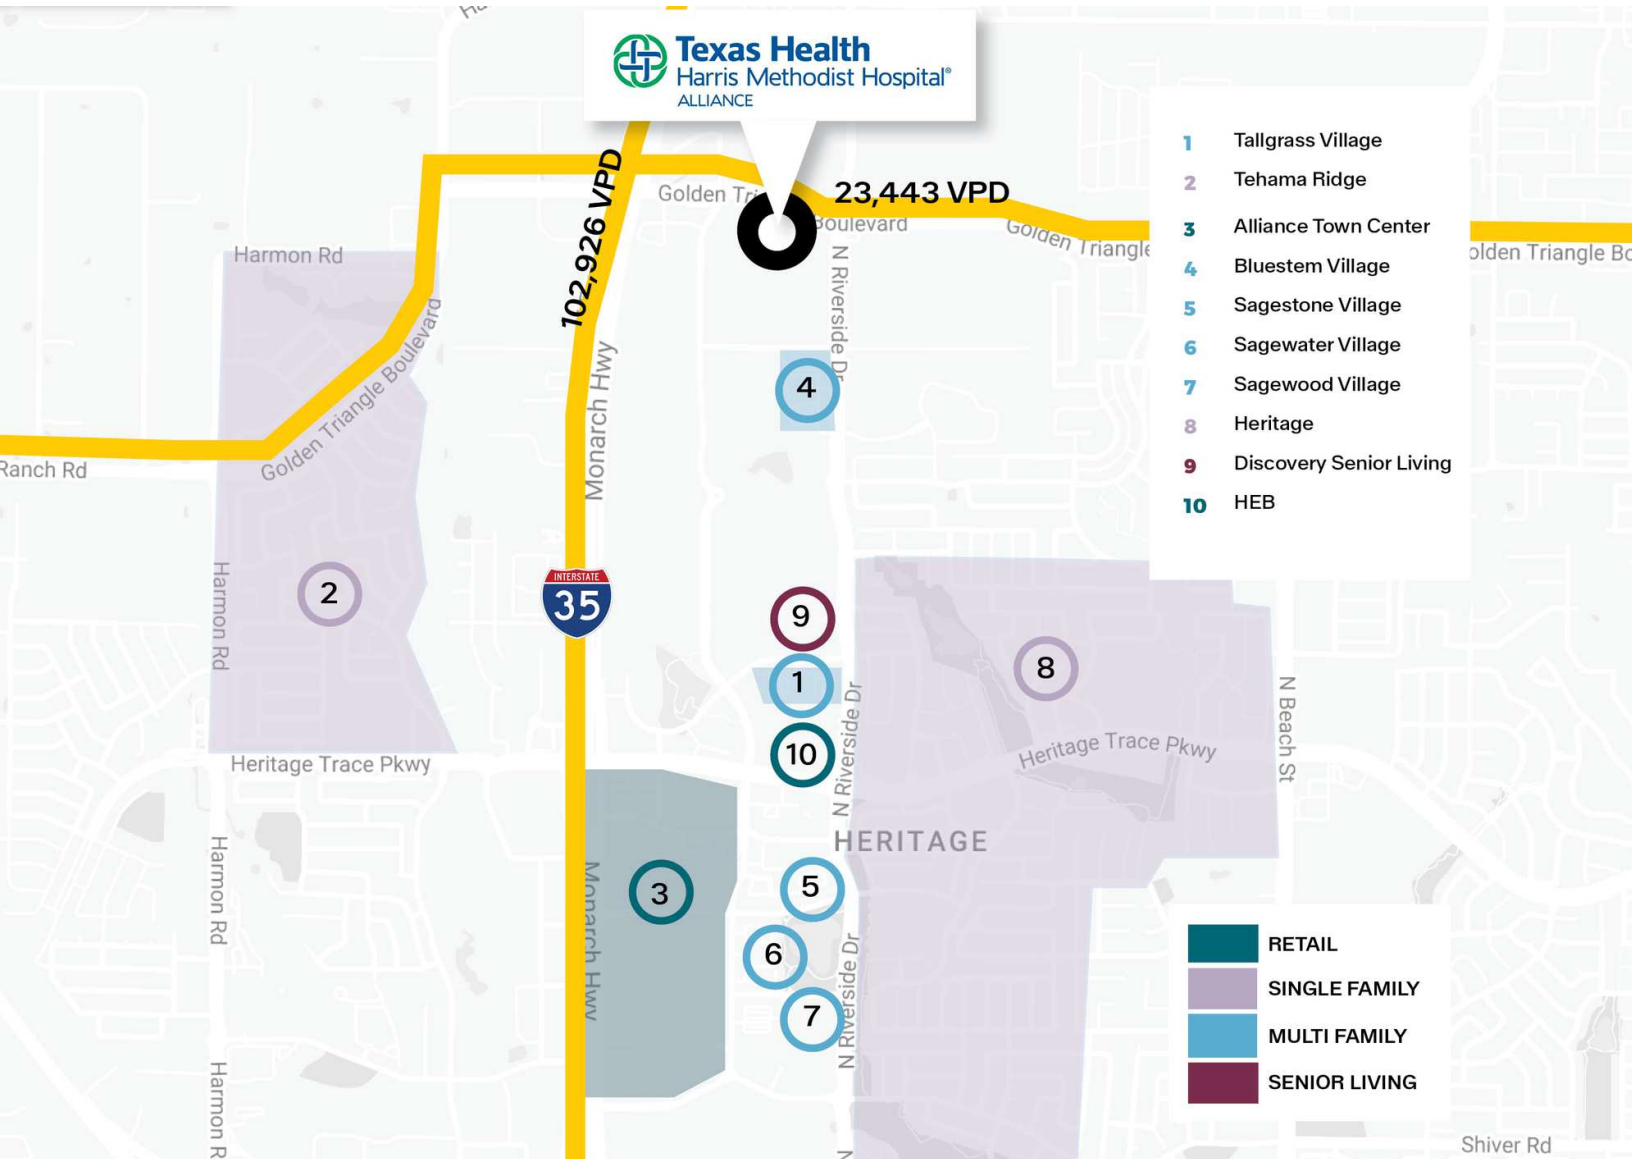 Texas Health
Harris Methodist Hospital®
ALLIANCE
102,926 VPD
23,443 VPD
Golden Tri
Boulevard
Golden Triangle
olden Triangle Bo
Harmon Rd
Golden Triangle Boulevard
Ranch Rd
Monarch Hwy
N Riverside Dr
1 Tallgrass Village
2 Tehama Ridge
3 Alliance Town Center
4 Bluestem Village
5 Sagestone Village
6 Sagewater Village
7 Sagewood Village
8 Heritage
9 Discovery Senior Living
10 HEB
4
INTERSTATE
35
2
9
1
10
8
Harmon Rd
N Riverside Dr
Heritage Trace Pkwy
Heritage Trace Pkwy
N Beach St
HERITAGE
3
5
6
7
Harmon Rd
Monarch Hwy
N Riverside Dr
Harmon R
N
RETAIL
SINGLE FAMILY
MULTI FAMILY
SENIOR LIVING
Shiver Rd